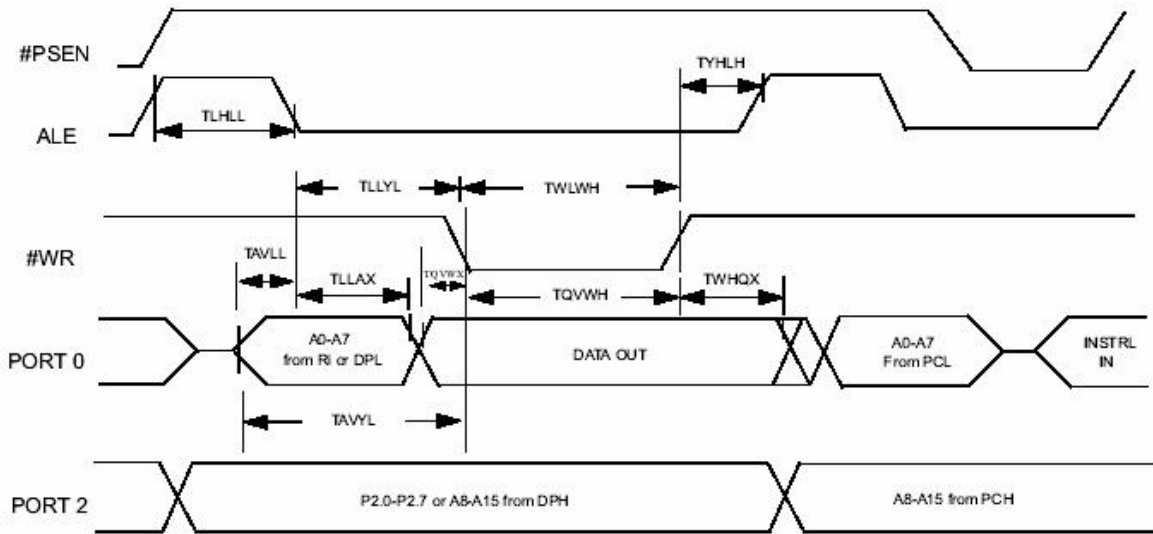 #PSEN
TYHLH
TLHLL
ALE
TLLYL
TWLWH
#WR
TAVLL
TQVWX
TLLAX
TQVWH
TWHQX
PORT 0
A0-A7
from RI or DPL
DATA OUT
A0-A7
From PCL
INSTRL
IN
TAVYL
PORT 2
P2.0-P2.7 or A8-A15 from DPH
A8-A15 from PCH